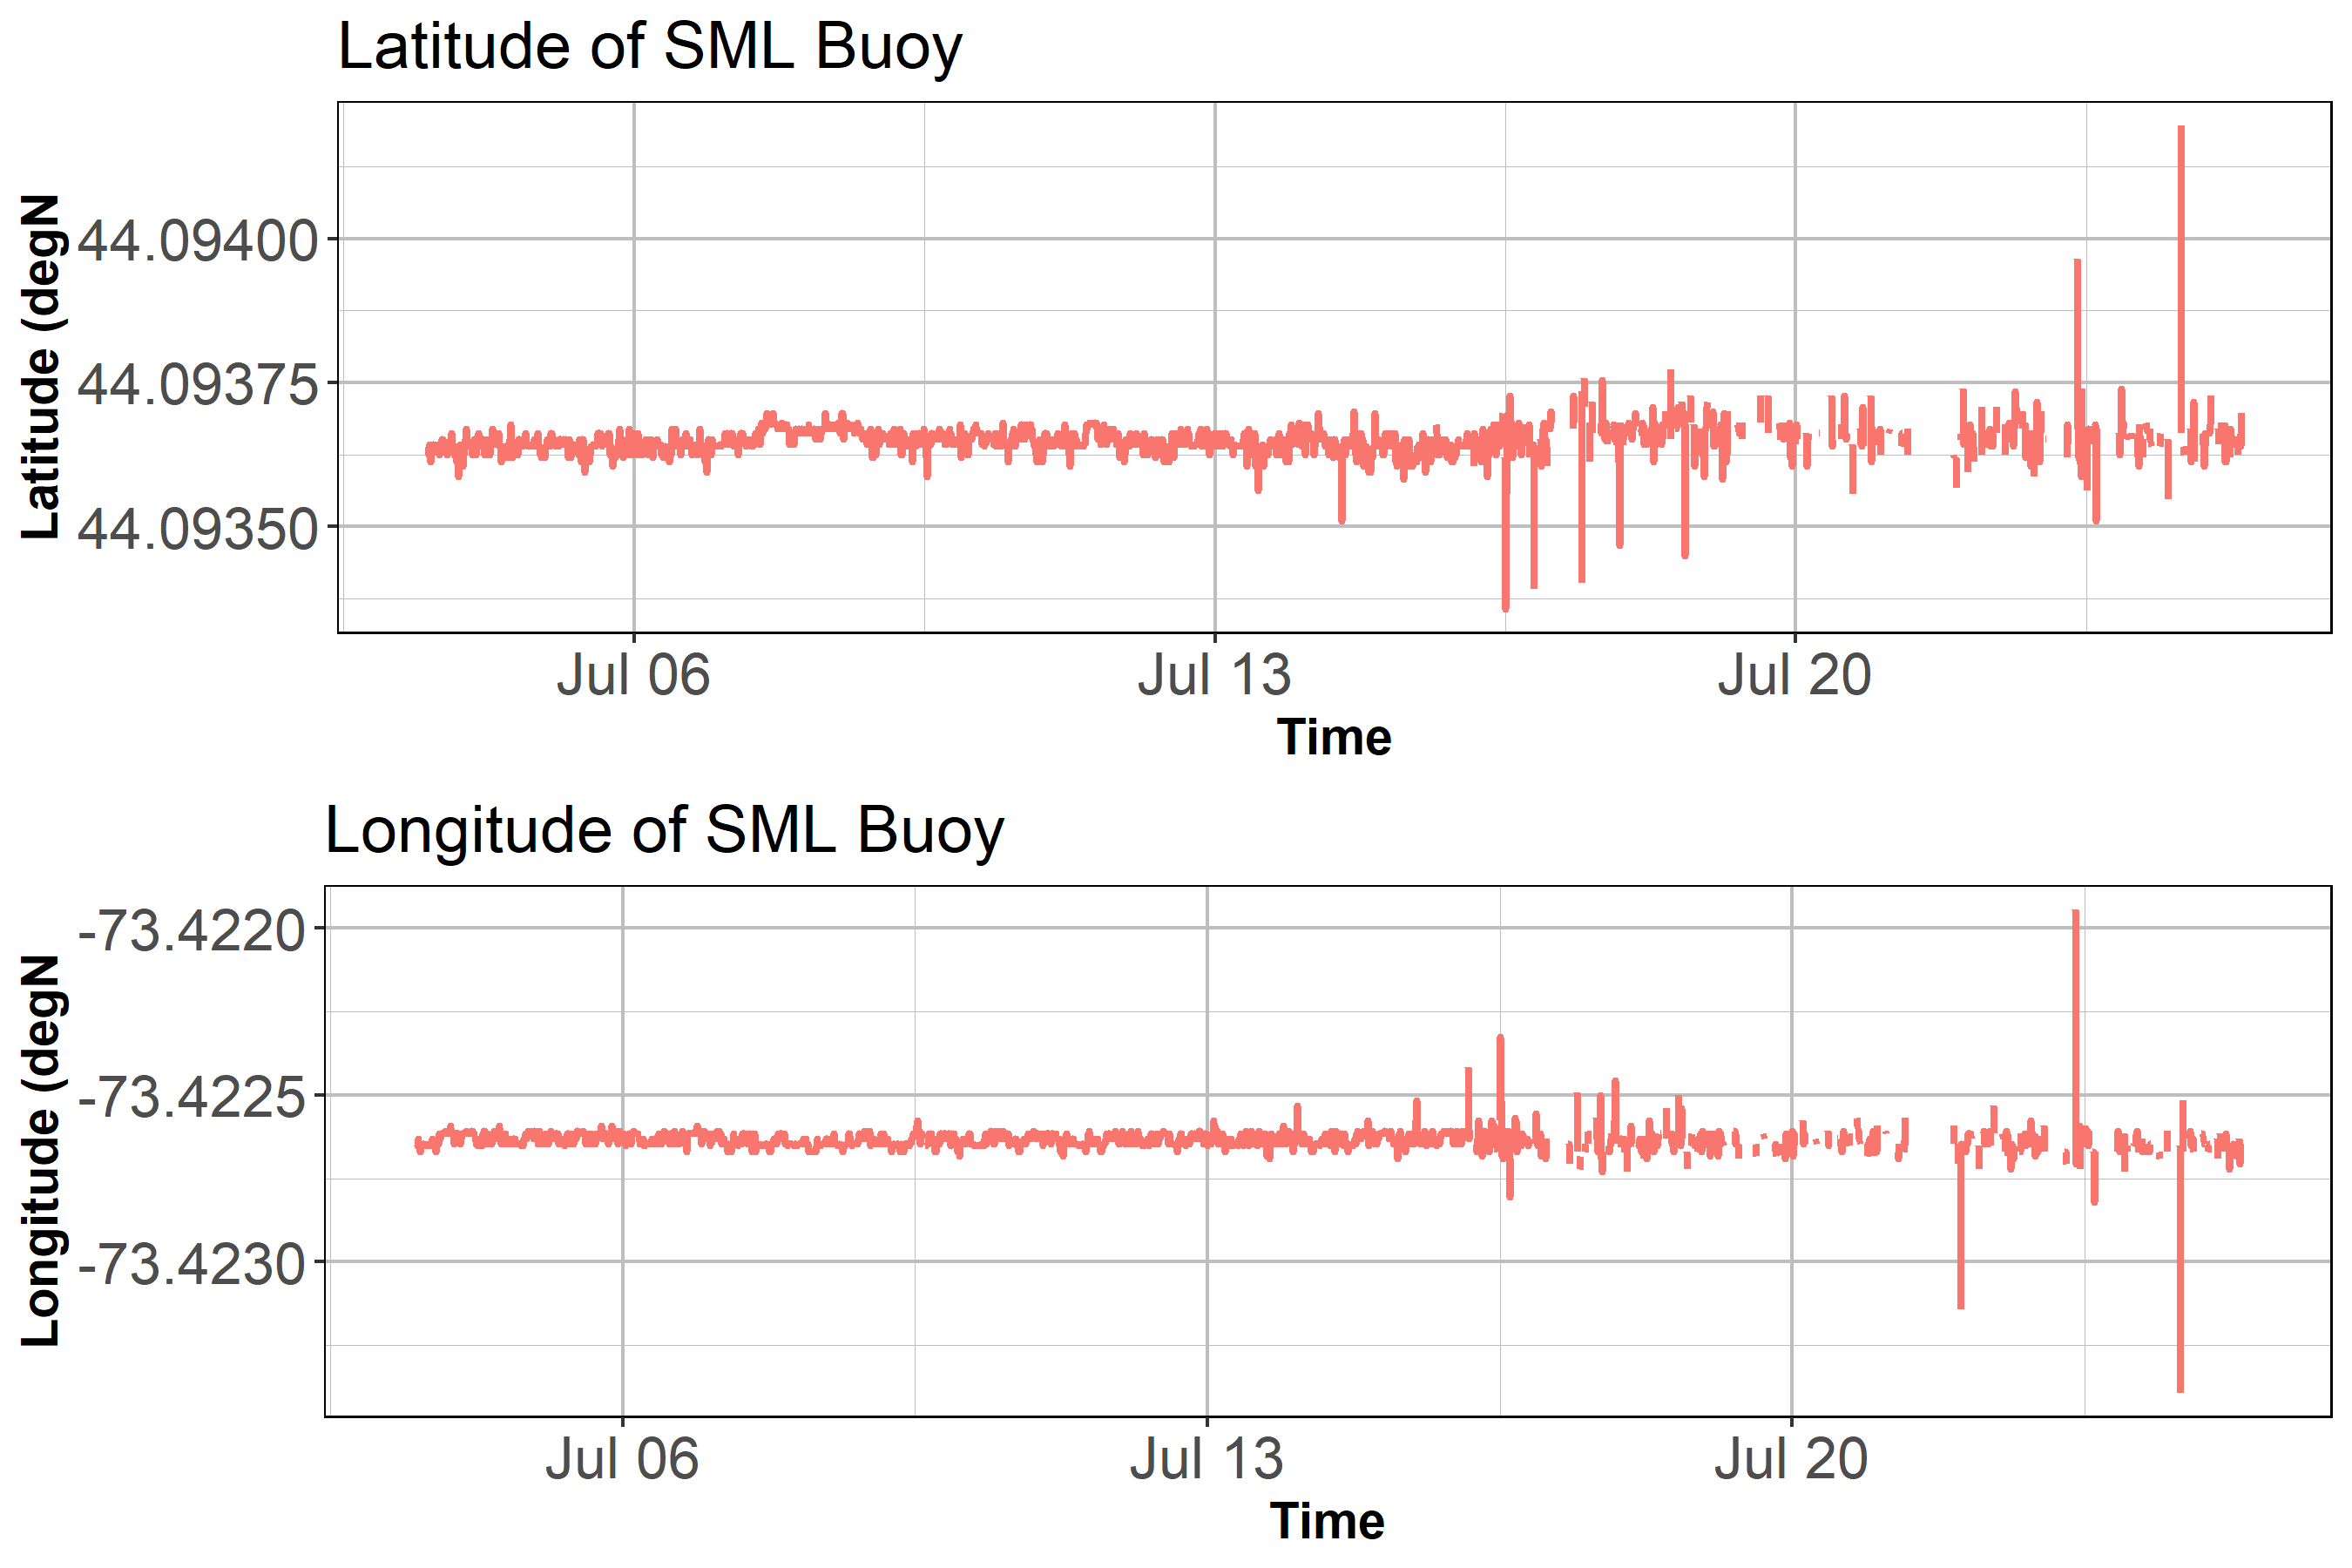 Latitude of SML Buoy
Latitude (degN
44.09400
44.09375
44.09350
Jul 06 Jul 13 Jul 20
Time
Longitude of SML Buoy
Longitude (degN
-73.4220
-73.4225
-73.4230
Jul 06 Jul 13 Jul 20
Time